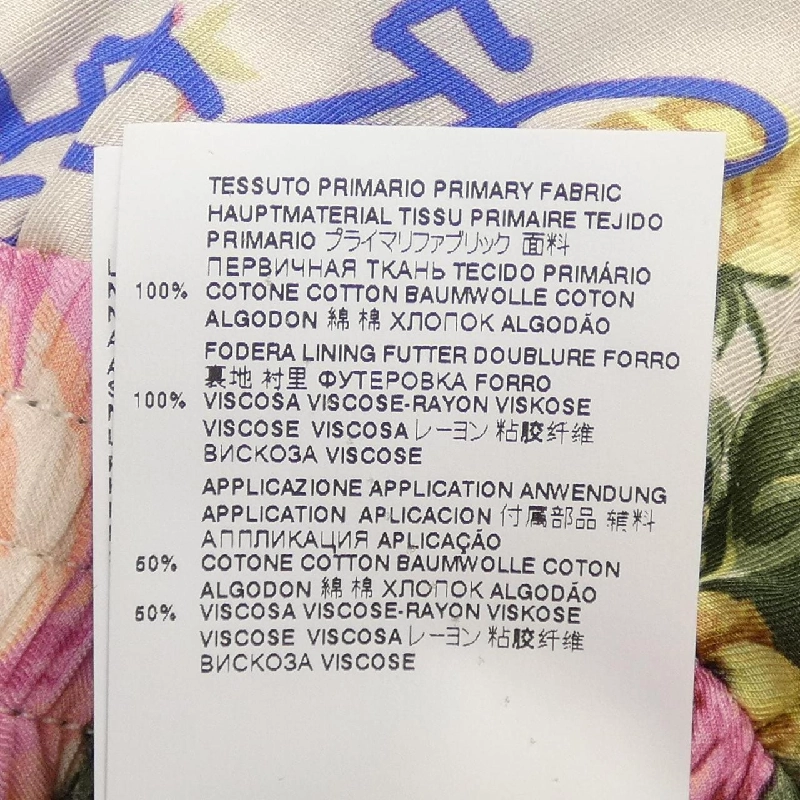 TESSUTO PRIMARIO PRIMARY FABRIC
HAUPTMATERIAL TISSU PRIMAIRE TEJIDO
PRIMARIO プライマリファブリック 面料
ПЕРВИЧНАЯ ТКАНЬ TECIDO PRIMÁRIO
100% COTONE COTTON BAUMWOLLE COTON
ALGODON 綿 棉 ХЛОПОК ALGODÃO
FODERA LINING FUTTER DOUBLURE FORRO
裏地 衬里 ФУТЕРОВКА FORRO
100% VISCOSA VISCOSE-RAYON VISKOSE
VISCOSE VISCOSA レーヨン 粘胶纤维
ВИСКОЗА VISCOSE
APPLICAZIONE APPLICATION ANWENDUNG
APPLICATION APLICACION 付属部品 辅料
АППЛИКАЦИЯ APLICAÇÃO
50% COTONE COTTON BAUMWOLLE COTON
ALGODON 綿 棉 ХЛОПОК ALGODÃO
50% VISCOSA VISCOSE-RAYON VISKOSE
VISCOSE VISCOSA レーヨン 粘胶纤维
ВИСКОЗА VISCOSE